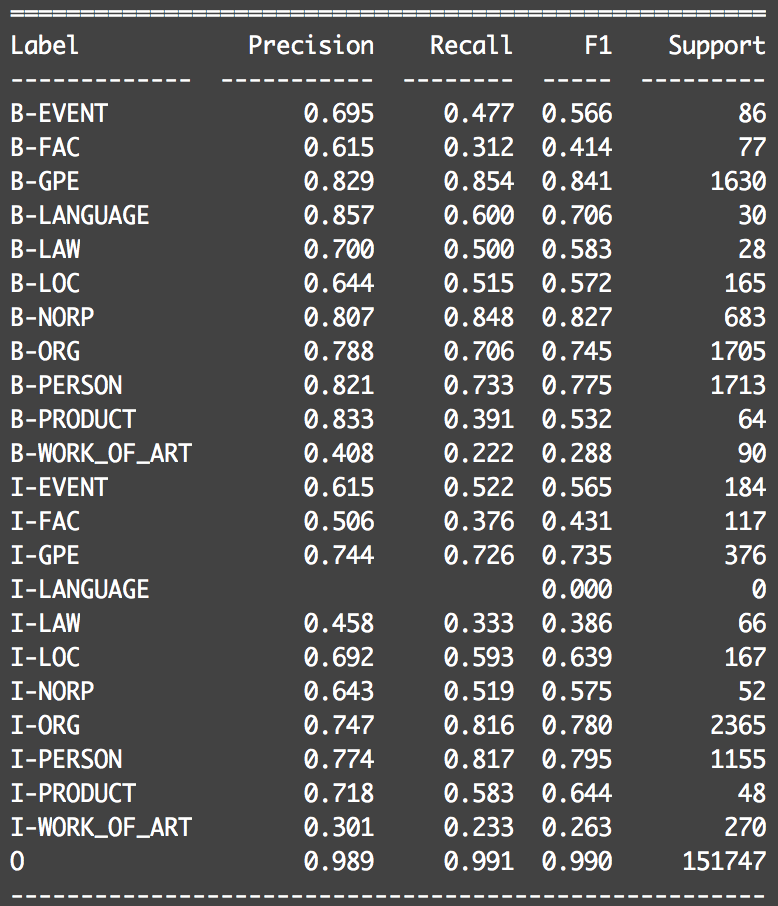 Label Precision Recall F1 Support
B-EVENT 0.695 0.477 0.566 86
B-FAC 0.615 0.312 0.414 77
B-GPE 0.829 0.854 0.841 1630
B-LANGUAGE 0.857 0.600 0.706 30
B-LAW 0.700 0.500 0.583 28
B-LOC 0.644 0.515 0.572 165
B-NORP 0.807 0.848 0.827 683
B-ORG 0.788 0.706 0.745 1705
B-PERSON 0.821 0.733 0.775 1713
B-PRODUCT 0.833 0.391 0.532 64
B-WORK_OF_ART 0.408 0.222 0.288 90
I-EVENT 0.615 0.522 0.565 184
I-FAC 0.506 0.376 0.431 117
I-GPE 0.744 0.726 0.735 376
I-LANGUAGE 0.000 0
I-LAW 0.458 0.333 0.386 66
I-LOC 0.692 0.593 0.639 167
I-NORP 0.643 0.519 0.575 52
I-ORG 0.747 0.816 0.780 2365
I-PERSON 0.774 0.817 0.795 1155
I-PRODUCT 0.718 0.583 0.644 48
I-WORK_OF_ART 0.301 0.233 0.263 270
O 0.989 0.991 0.990 151747